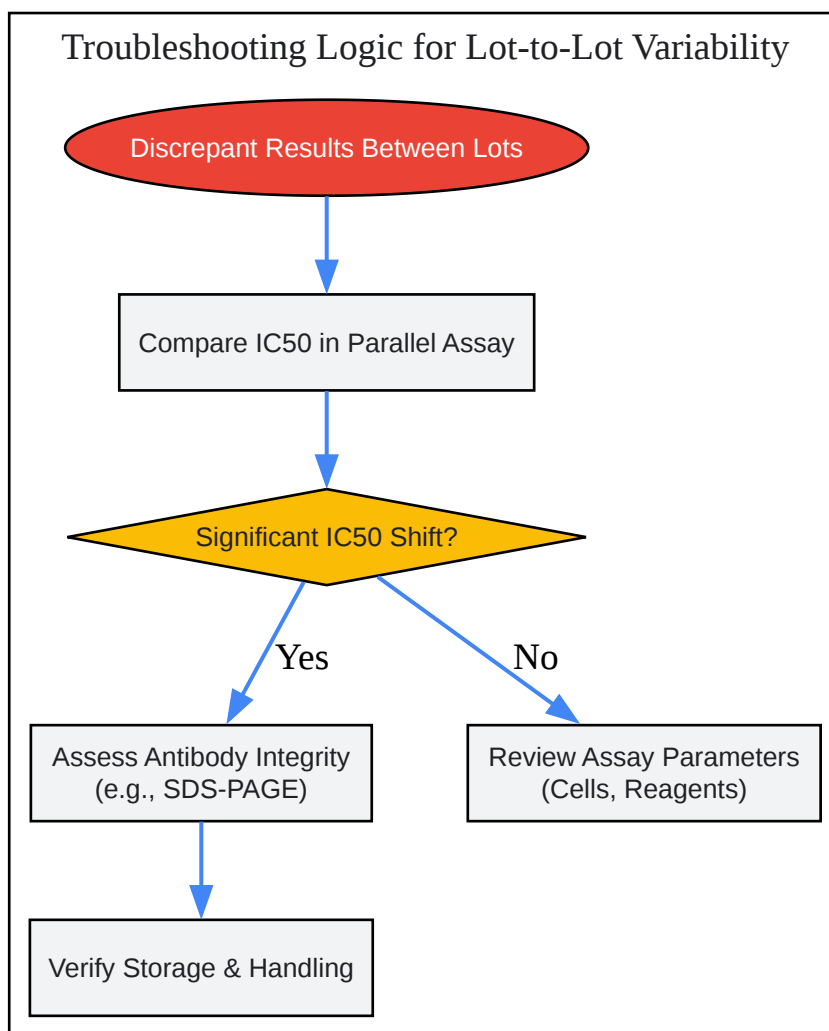 Troubleshooting Logic for Lot-to-Lot Variability
Discrepant Results Between Lots
Compare IC50 in Parallel Assay
Significant IC50 Shift?
Yes
No
Assess Antibody Integrity
(e.g., SDS-PAGE)
Review Assay Parameters
(Cells, Reagents)
Verify Storage & Handling